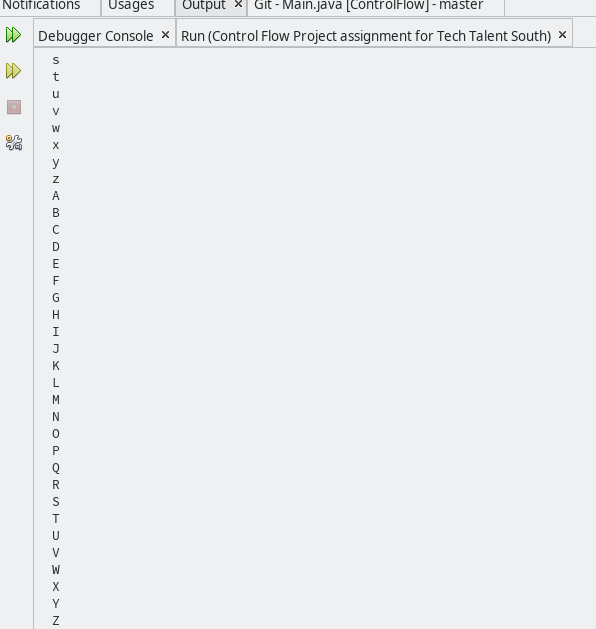 Notifications Usages Output × Git - Main.java [ControlFlow] - master
Debugger Console × Run (Control Flow Project assignment for Tech Talent South) ×
s
t
u
v
w
x
y
z
A
B
C
D
E
F
G
H
I
J
K
L
M
N
O
P
Q
R
S
T
U
V
W
X
Y
Z